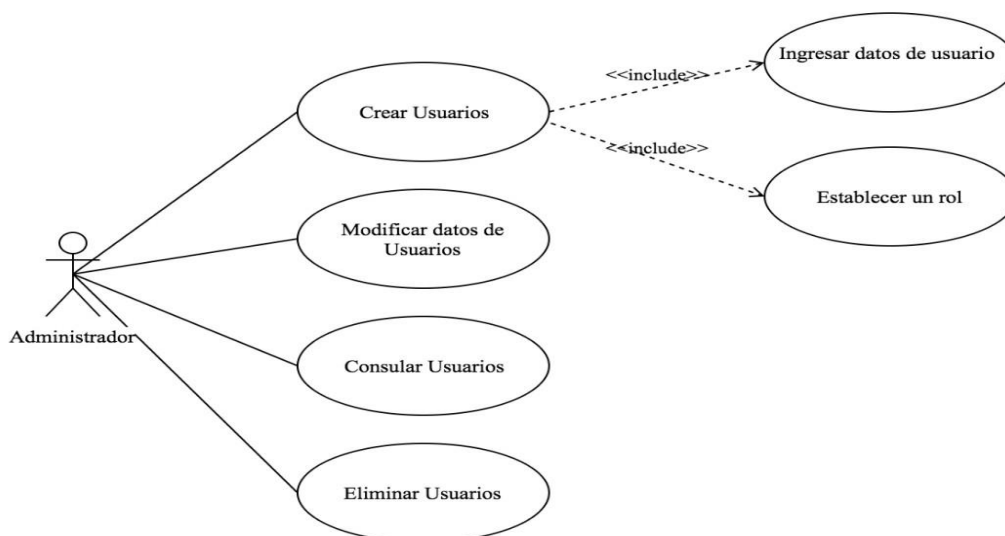 Ingresar datos de usuario
<<include>>
Crear Usuarios
<<include>>
Establecer un rol
Modificar datos de
Usuarios
Administrador
Consular Usuarios
Eliminar Usuarios